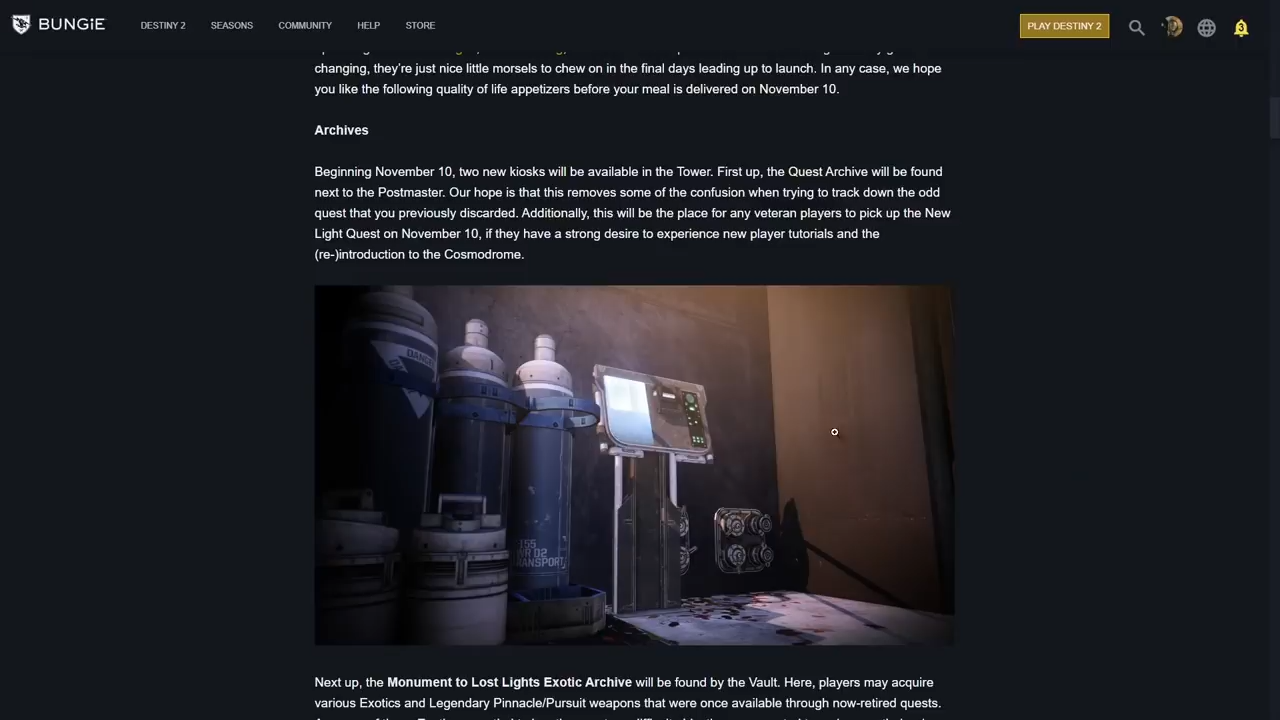 BUNGiE
DESTINY 2
SEASONS
COMMUNITY
HELP
STORE
PLAY DESTINY 2
3
changing, they're just nice little morsels to chew on in the final days leading up to launch. In any case, we hope
you like the following quality of life appetizers before your meal is delivered on November 10.
Archives
Beginning November 10, two new kiosks will be available in the Tower. First up, the Quest Archive will be found
next to the Postmaster. Our hope is that this removes some of the confusion when trying to track down the odd
quest that you previously discarded. Additionally, this will be the place for any veteran players to pick up the New
Light Quest on November 10, if they have a strong desire to experience new player tutorials and the
(re-)introduction to the Cosmodrome.
Next up, the Monument to Lost Lights Exotic Archive will be found by the Vault. Here, players may acquire
various Exotics and Legendary Pinnacle/Pursuit weapons that were once available through now-retired quests.